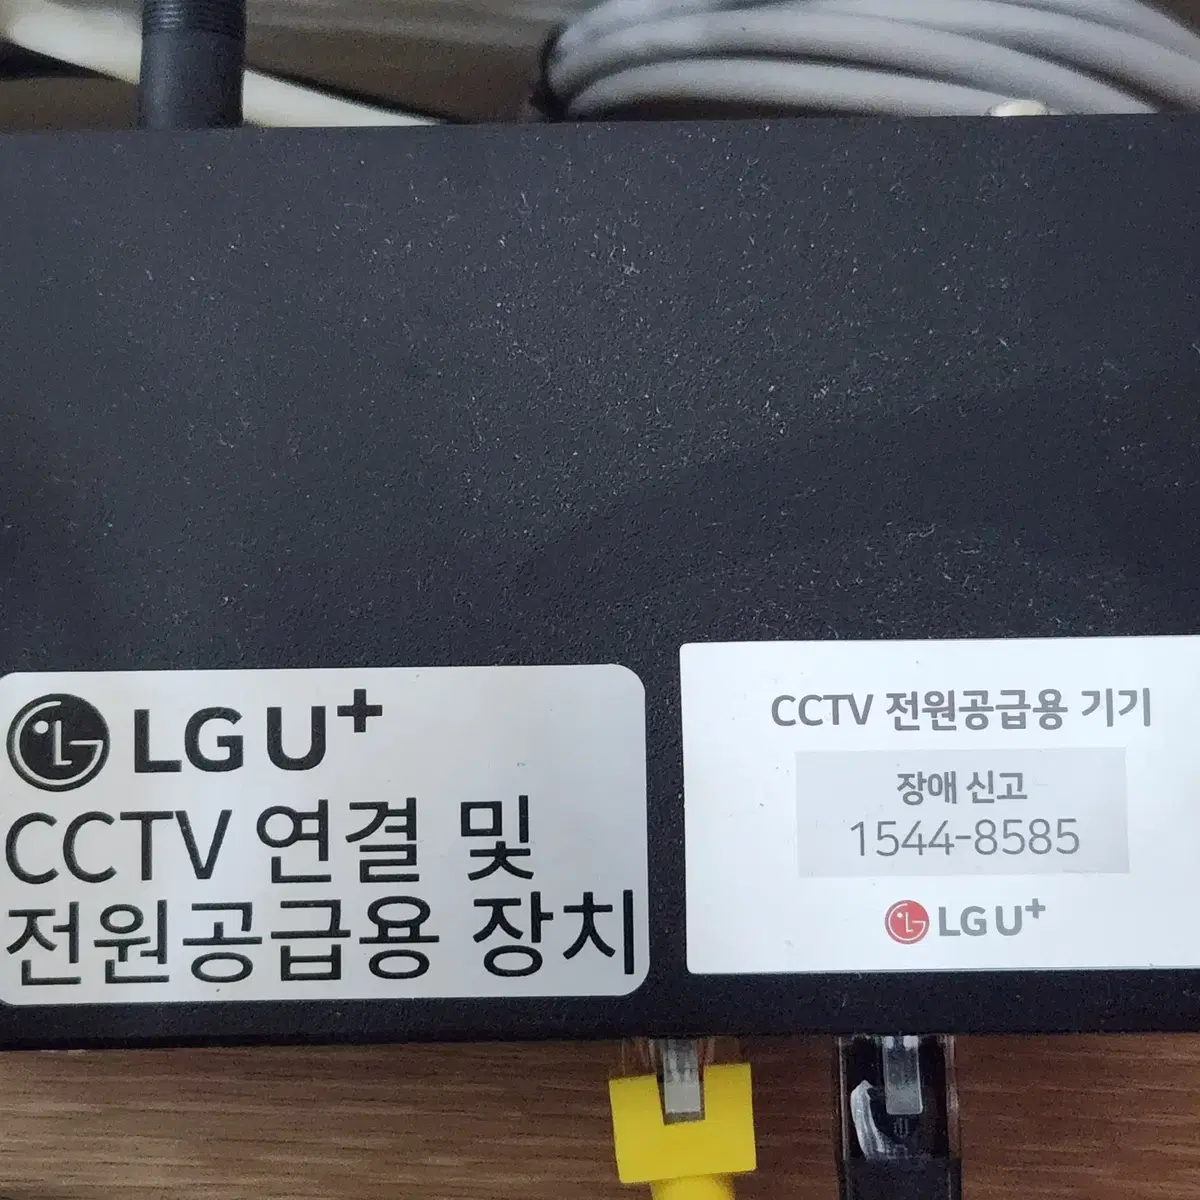 LG U+
CCTV 연결 및
전원공급용 장치
CCTV 전원공급용 기기
장애 신고
1544-8585
LG U+